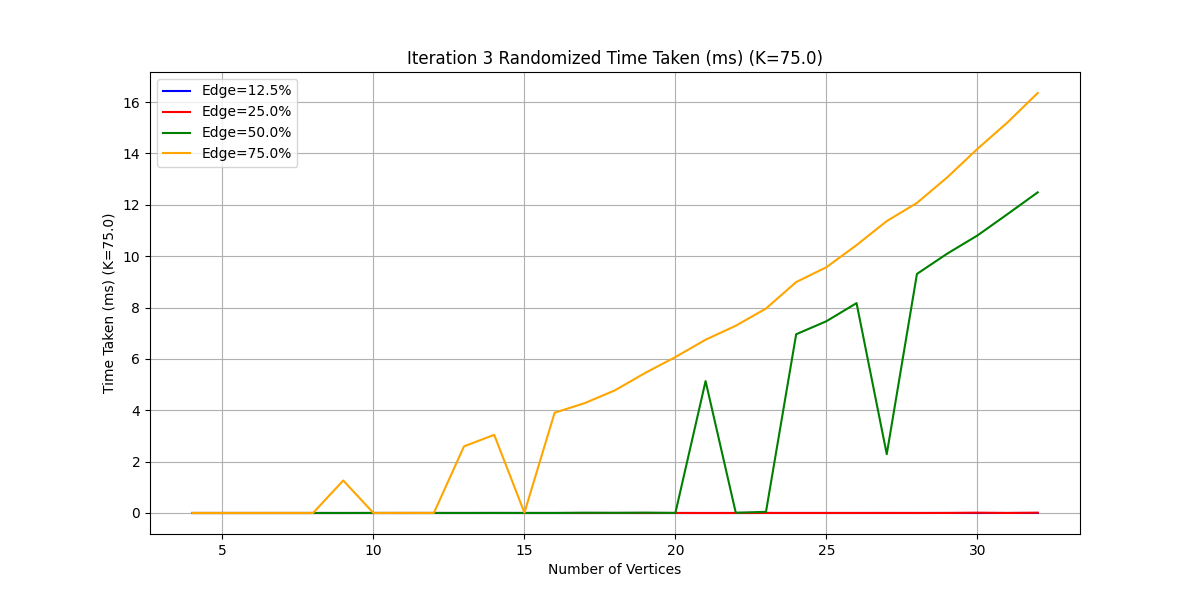 Iteration 3 Randomized Time Taken (ms) (K=75.0)
Edge=12.5%
Edge=25.0%
Edge=50.0%
Edge=75.0%
Time Taken (ms) (K=75.0)
16
14
12
10
8
6
4
2
0
5 10 15 20 25 30
Number of Vertices